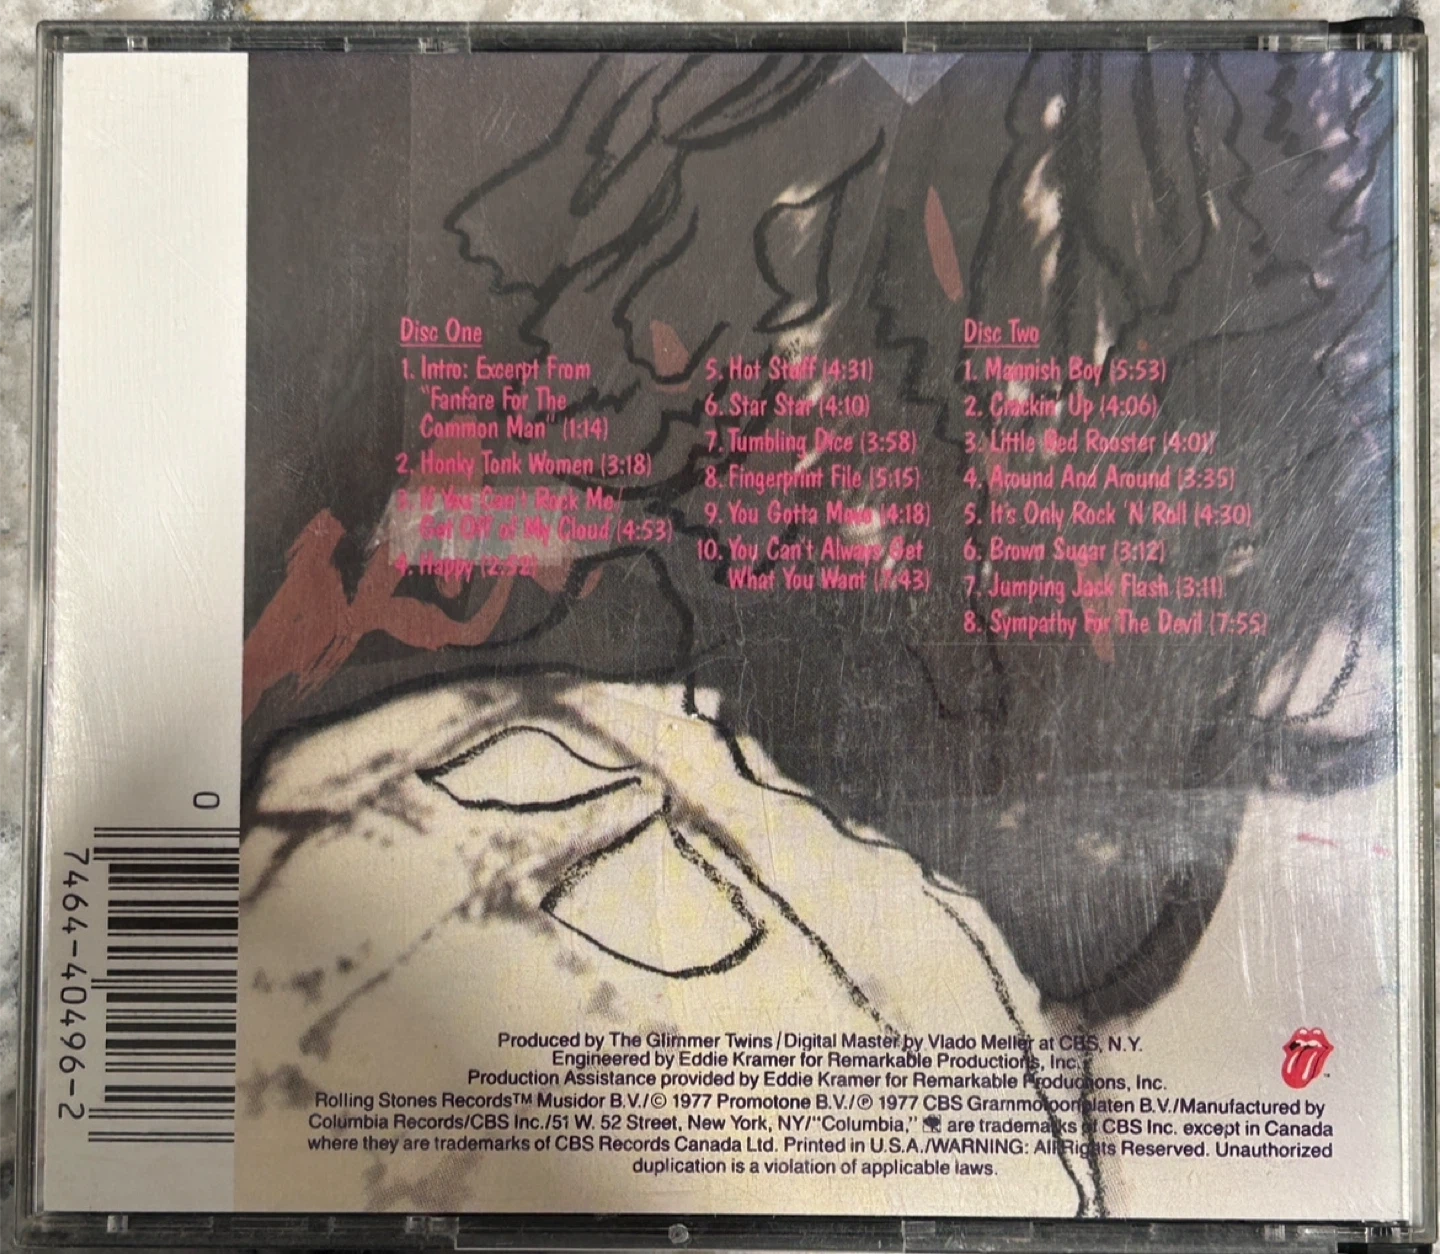 Disc One
1. Intro: Excerpt From
"Fanfare For The
Common Man" (1:14)
2. Honky Tonk Women (3:18)
3. If You Can't Rock Me/
Get Off of My Cloud (4:53)
4. Happy (2:52)
5. Hot Stuff (4:31)
6. Star Star (4:10)
7. Tumbling Dice (3:58)
8. Fingerprint File (5:15)
9. You Gotta Move (4:18)
10. You Can't Always Get
What You Want (7:43)
Disc Two
1. Mannish Boy (5:53)
2. Crackin' Up (4:06)
3. Little Red Rooster (4:01)
4. Around And Around (3:35)
5. It's Only Rock 'N Roll (4:30)
6. Brown Sugar (3:12)
7. Jumping Jack Flash (3:11)
8. Sympathy For The Devil (7:55)
0
7464-40496-2
Produced by The Glimmer Twins/Digital Master by Vlado Meller at CBS, N.Y.
Engineered by Eddie Kramer for Remarkable Productions, Inc.
Production Assistance provided by Eddie Kramer for Remarkable Productions, Inc.
Rolling Stones Records™ Musidor B.V./© 1977 Promotone B.V./℗ 1977 CBS Grammofoonplaten B.V./Manufactured by
Columbia Records/CBS Inc./51 W. 52 Street, New York, NY/"Columbia," are trademarks of CBS Inc. except in Canada
where they are trademarks of CBS Records Canada Ltd. Printed in U.S.A./WARNING: All Rights Reserved. Unauthorized
duplication is a violation of applicable laws.